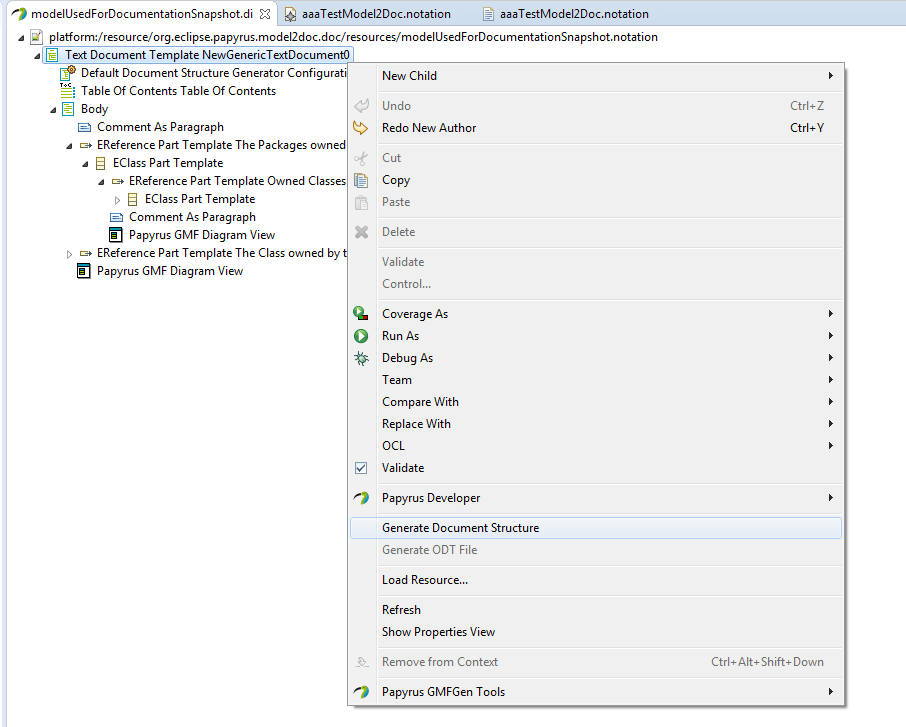 modelUsedForDocumentationSnapshot.di
aaaTestModel2Doc.notation
aaaTestModel2Doc.notation
platform:/resource/org.eclipse.papyrus.model2doc.doc/resources/modelUsedForDocumentationSnapshot.notation
Text Document Template NewGenericTextDocument0
Default Document Structure Generator Configurati
Table Of Contents Table Of Contents
Body
Comment As Paragraph
EReference Part Template The Packages owned
EClass Part Template
EReference Part Template Owned Classes
EClass Part Template
Comment As Paragraph
Papyrus GMF Diagram View
EReference Part Template The Class owned by t
Papyrus GMF Diagram View
New Child
Undo Ctrl+Z
Redo New Author Ctrl+Y
Cut
Copy
Paste
Delete
Validate
Control...
Coverage As
Run As
Debug As
Team
Compare With
Replace With
OCL
Validate
Papyrus Developer
Generate Document Structure
Generate ODT File
Load Resource...
Refresh
Show Properties View
Remove from Context Ctrl+Alt+Shift+Down
Papyrus GMFGen Tools